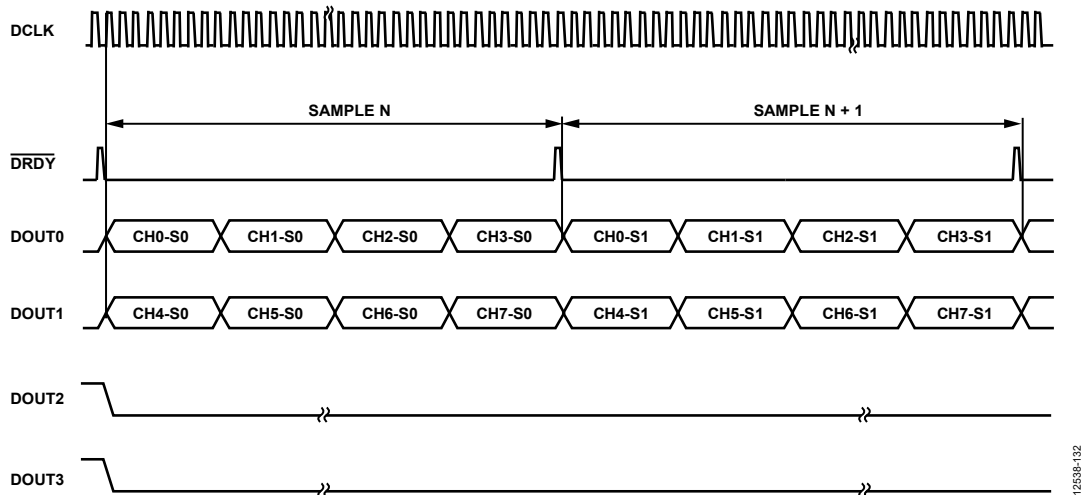 DCLK
SAMPLE N SAMPLE N + 1
DRDY
DOUT0 CH0-S0 CH1-S0 CH2-S0 CH3-S0 CH0-S1 CH1-S1 CH2-S1 CH3-S1
DOUT1 CH4-S0 CH5-S0 CH6-S0 CH7-S0 CH4-S1 CH5-S1 CH6-S1 CH7-S1
DOUT2
DOUT3
12538-132